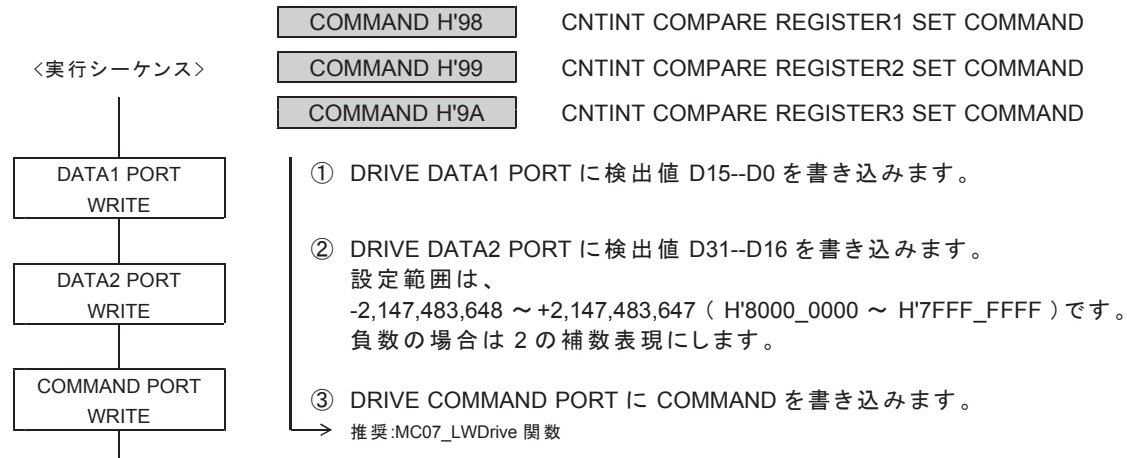 COMMAND H'98 CNTINT COMPARE REGISTER1 SET COMMAND
<実行シーケンス> COMMAND H'99 CNTINT COMPARE REGISTER2 SET COMMAND
COMMAND H'9A CNTINT COMPARE REGISTER3 SET COMMAND
DATA1 PORT
WRITE
① DRIVE DATA1 PORT に検出値 D15--D0 を書き込みます。
DATA2 PORT
WRITE
② DRIVE DATA2 PORT に検出値 D31--D16 を書き込みます。
設定範囲は、
-2,147,483,648 ～ +2,147,483,647 ( H'8000_0000 ～ H'7FFF_FFFF ) です。
負数の場合は 2 の補数表現にします。
COMMAND PORT
WRITE
③ DRIVE COMMAND PORT に COMMAND を書き込みます。
推奨:MC07_LWDrive 関数